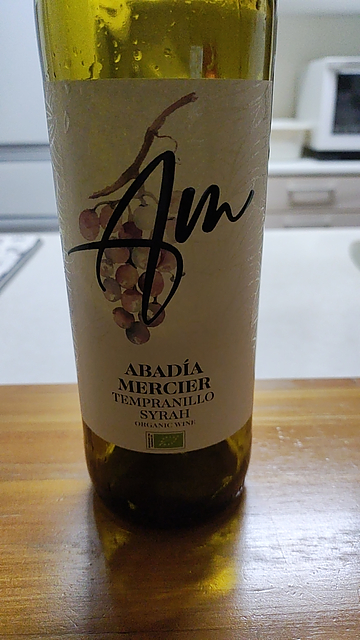 Am
ABADÍA
MERCIER
TEMPRANILLO
SYRAH
ORGANIC WINE